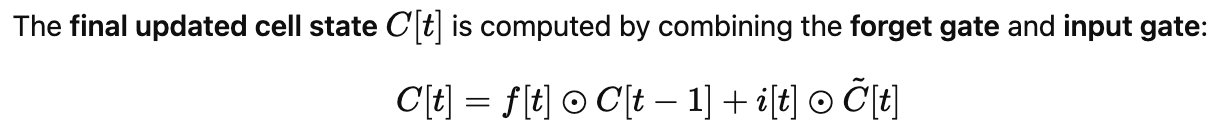 The final updated cell state C[t] is computed by combining the forget gate and input gate:
C[t] = f[t] ⊙ C[t − 1] + i[t] ⊙ C̃[t]